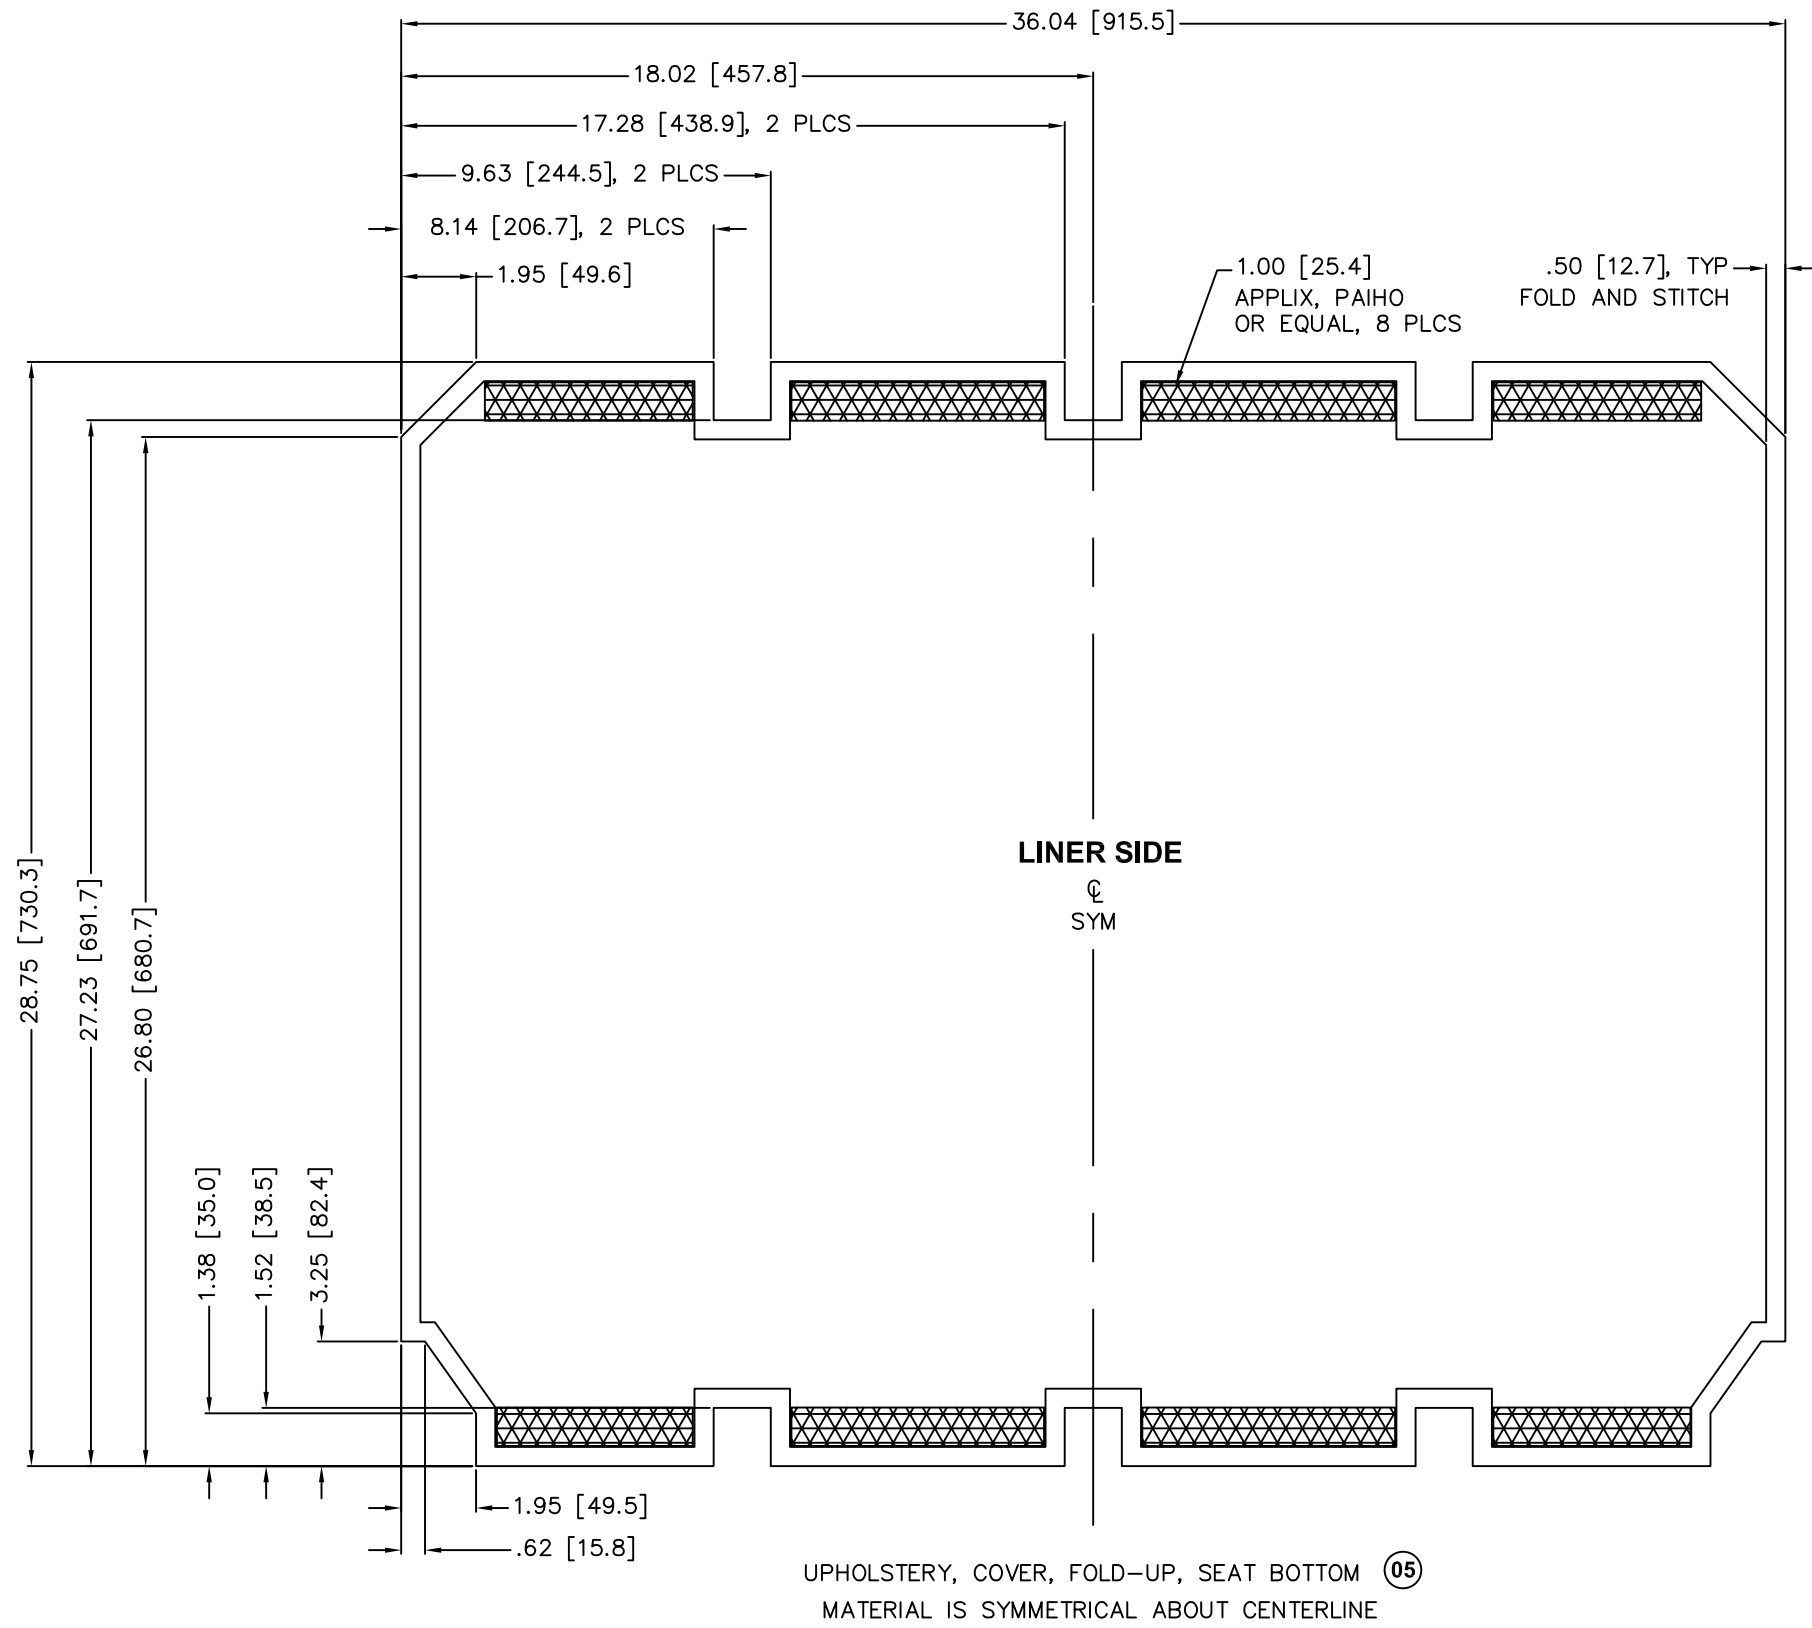 36.04 [915.5]
18.02 [457.8]
17.28 [438.9], 2 PLCS
9.63 [244.5], 2 PLCS
8.14 [206.7], 2 PLCS
1.95 [49.6]
1.00 [25.4]
APPLIX, PAIHO
OR EQUAL, 8 PLCS
.50 [12.7], TYP
FOLD AND STITCH
28.75 [730.3]
27.23 [691.7]
26.80 [680.7]
LINER SIDE
℄
SYM
1.38 [35.0]
1.52 [38.5]
3.25 [82.4]
1.95 [49.5]
.62 [15.8]
UPHOLSTERY, COVER, FOLD-UP, SEAT BOTTOM 05
MATERIAL IS SYMMETRICAL ABOUT CENTERLINE